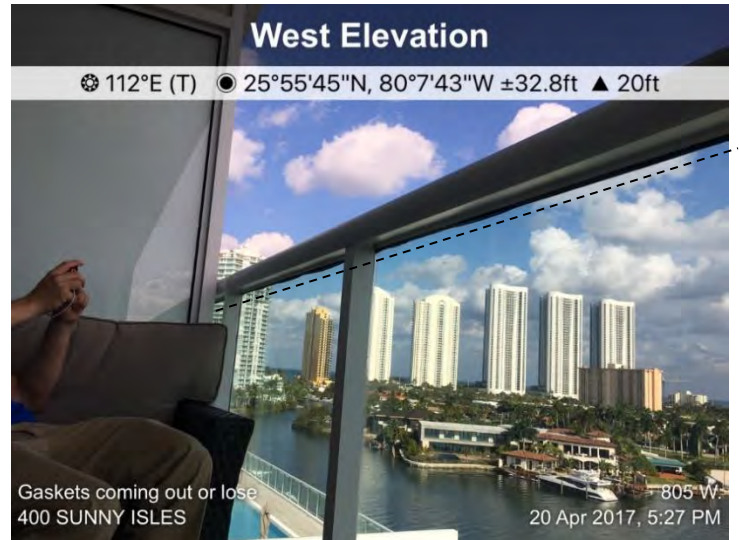 West Elevation
112°E (T) 25°55'45"N, 80°7'43"W ±32.8ft ▲ 20ft
Gaskets coming out or lose
805 W.
400 SUNNY ISLES
20 Apr 2017, 5:27 PM